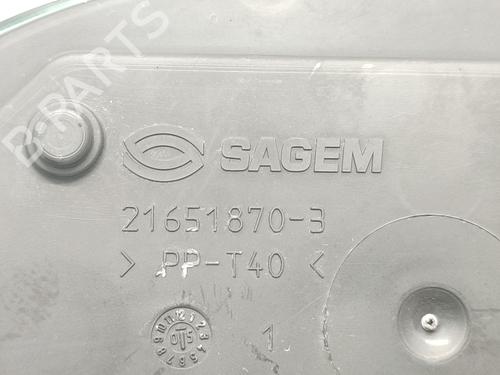 B-PARTS
SAGEM
21651870-3
> PP-T40 <
1